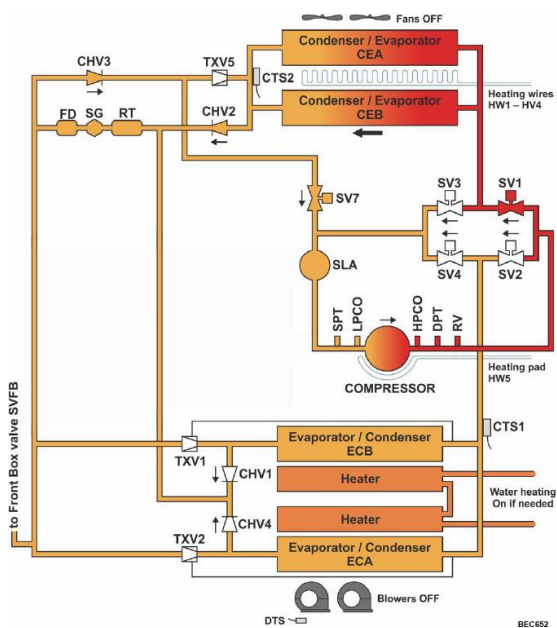 Fans OFF
Condenser / Evaporator
CEA
CHV3
TXV5
CTS2
Heating wires
HW1 – HV4
FD
SG
RT
CHV2
Condenser / Evaporator
CEB
SV7
SV3
SV1
SLA
SV4
SV2
SPT
LPCO
HPCO
DPT
RV
COMPRESSOR
Heating pad
HW5
CTS1
to Front Box valve SVFB
TXV1
Evaporator / Condenser
ECB
CHV1
Heater
Water heating
On if needed
Heater
CHV4
TXV2
Evaporator / Condenser
ECA
Blowers OFF
DTS
BEC652